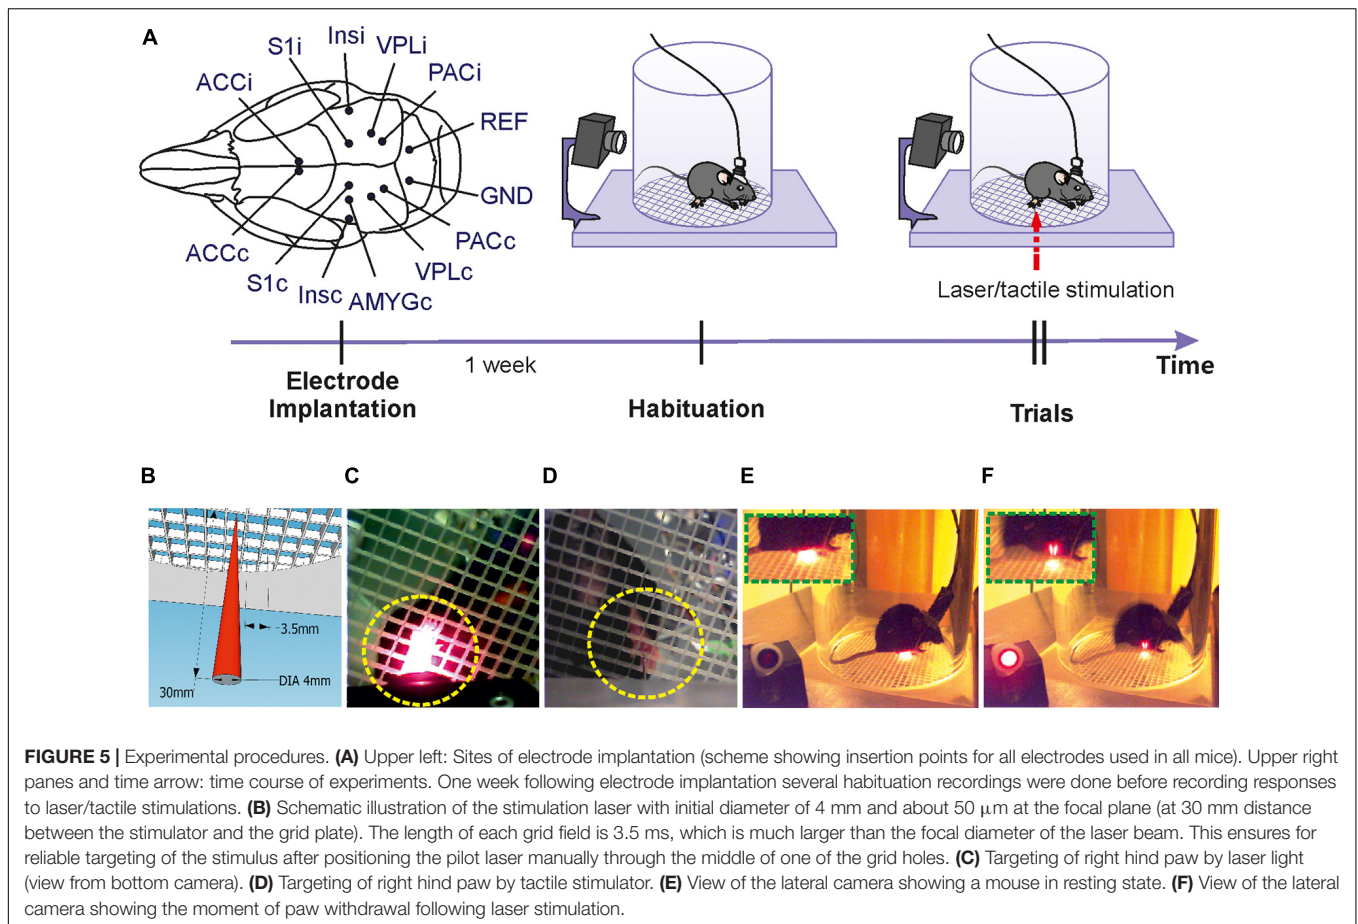 A
S1i
Insi
VPLi
ACCi
PACi
REF
GND
PACc
ACCc
VPLc
S1c
Insc
AMYGc
Laser/tactile stimulation
1 week
Time
Electrode
Implantation
Habituation
Trials
B
C
D
E
F
3.5mm
30mm
DIA 4mm
FIGURE 5 | Experimental procedures. (A) Upper left: Sites of electrode implantation (scheme showing insertion points for all electrodes used in all mice). Upper right
panes and time arrow: time course of experiments. One week following electrode implantation several habituation recordings were done before recording responses
to laser/tactile stimulations. (B) Schematic illustration of the stimulation laser with initial diameter of 4 mm and about 50 μm at the focal plane (at 30 mm distance
between the stimulator and the grid plate). The length of each grid field is 3.5 ms, which is much larger than the focal diameter of the laser beam. This ensures for
reliable targeting of the stimulus after positioning the pilot laser manually through the middle of one of the grid holes. (C) Targeting of right hind paw by laser light
(view from bottom camera). (D) Targeting of right hind paw by tactile stimulator. (E) View of the lateral camera showing a mouse in resting state. (F) View of the lateral
camera showing the moment of paw withdrawal following laser stimulation.